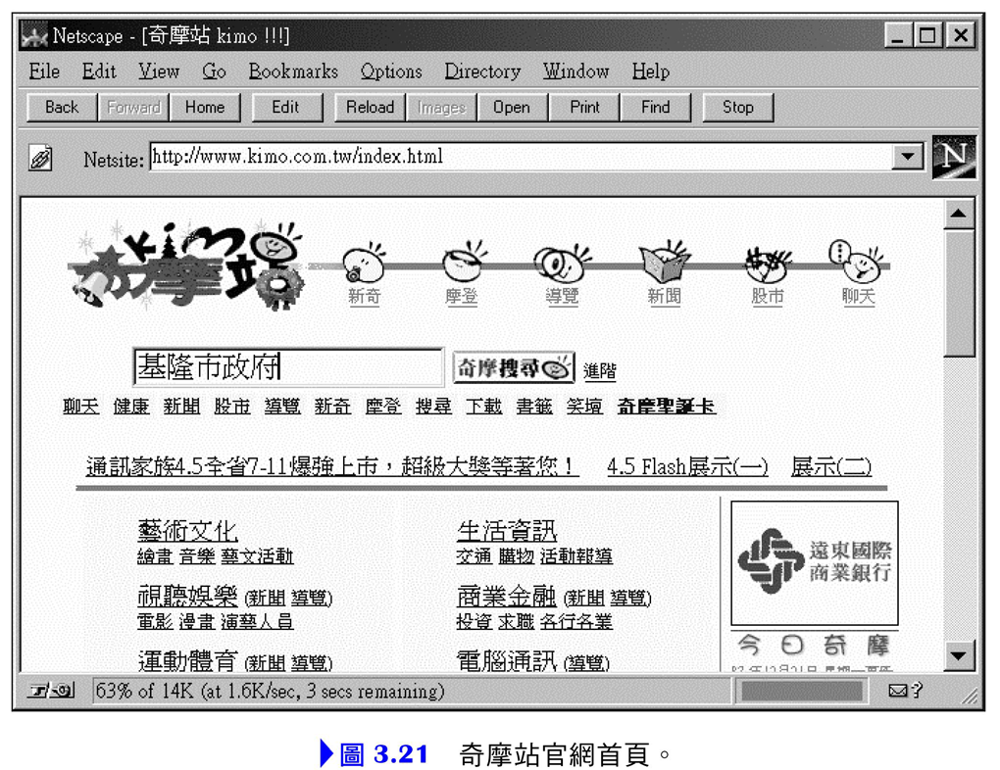 Netscape - [奇摩站 kimo !!!]
File Edit View Go Bookmarks Options Directory Window Help
Back Forward Home Edit Reload Images Open Print Find Stop
Netsite: http://www.kimo.com.tw/index.html
N
kimo
奇摩站
新奇 摩登 導覽 新聞 股市 聊天
基隆市政府 奇摩搜尋 進階
聊天 健康 新聞 股市 導覽 新奇 摩登 搜尋 下載 書籤 笑壇 奇摩聖誕卡
通訊家族4.5全省7-11爆強上市，超級大獎等著您！ 4.5 Flash展示(一) 展示(二)
藝術文化
繪畫 音樂 藝文活動
生活資訊
交通 購物 活動報導
視聽娛樂 (新聞 導覽)
電影 漫畫 演藝人員
商業金融 (新聞 導覽)
投資 求職 各行各業
運動體育 (新聞 導覽)
電腦通訊 (導覽)
遠東國際
商業銀行
今日奇摩
63% of 14K (at 1.6K/sec, 3 secs remaining)
?
圖 3.21 奇摩站官網首頁。